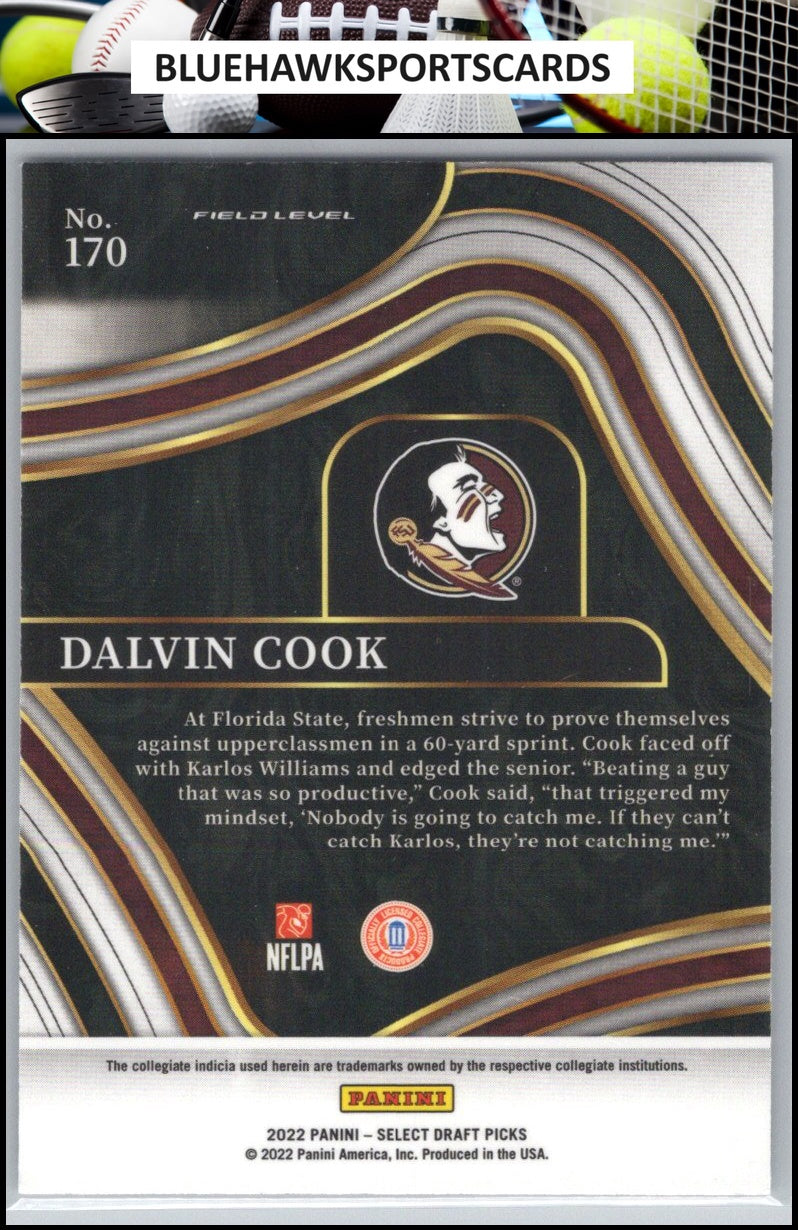 BLUEHAWKSPORTSCARDS
No.
170
FIELD LEVEL
®
DALVIN COOK
At Florida State, freshmen strive to prove themselves
against upperclassmen in a 60-yard sprint. Cook faced off
with Karlos Williams and edged the senior. “Beating a guy
that was so productive,” Cook said, “that triggered my
mindset, ‘Nobody is going to catch me. If they can’t
catch Karlos, they’re not catching me.’”
NFLPA
OFFICIALLY LICENSED COLLEGIATE PRODUCTS
The collegiate indicia used herein are trademarks owned by the respective collegiate institutions.
PANINI
2022 PANINI – SELECT DRAFT PICKS
© 2022 Panini America, Inc. Produced in the USA.